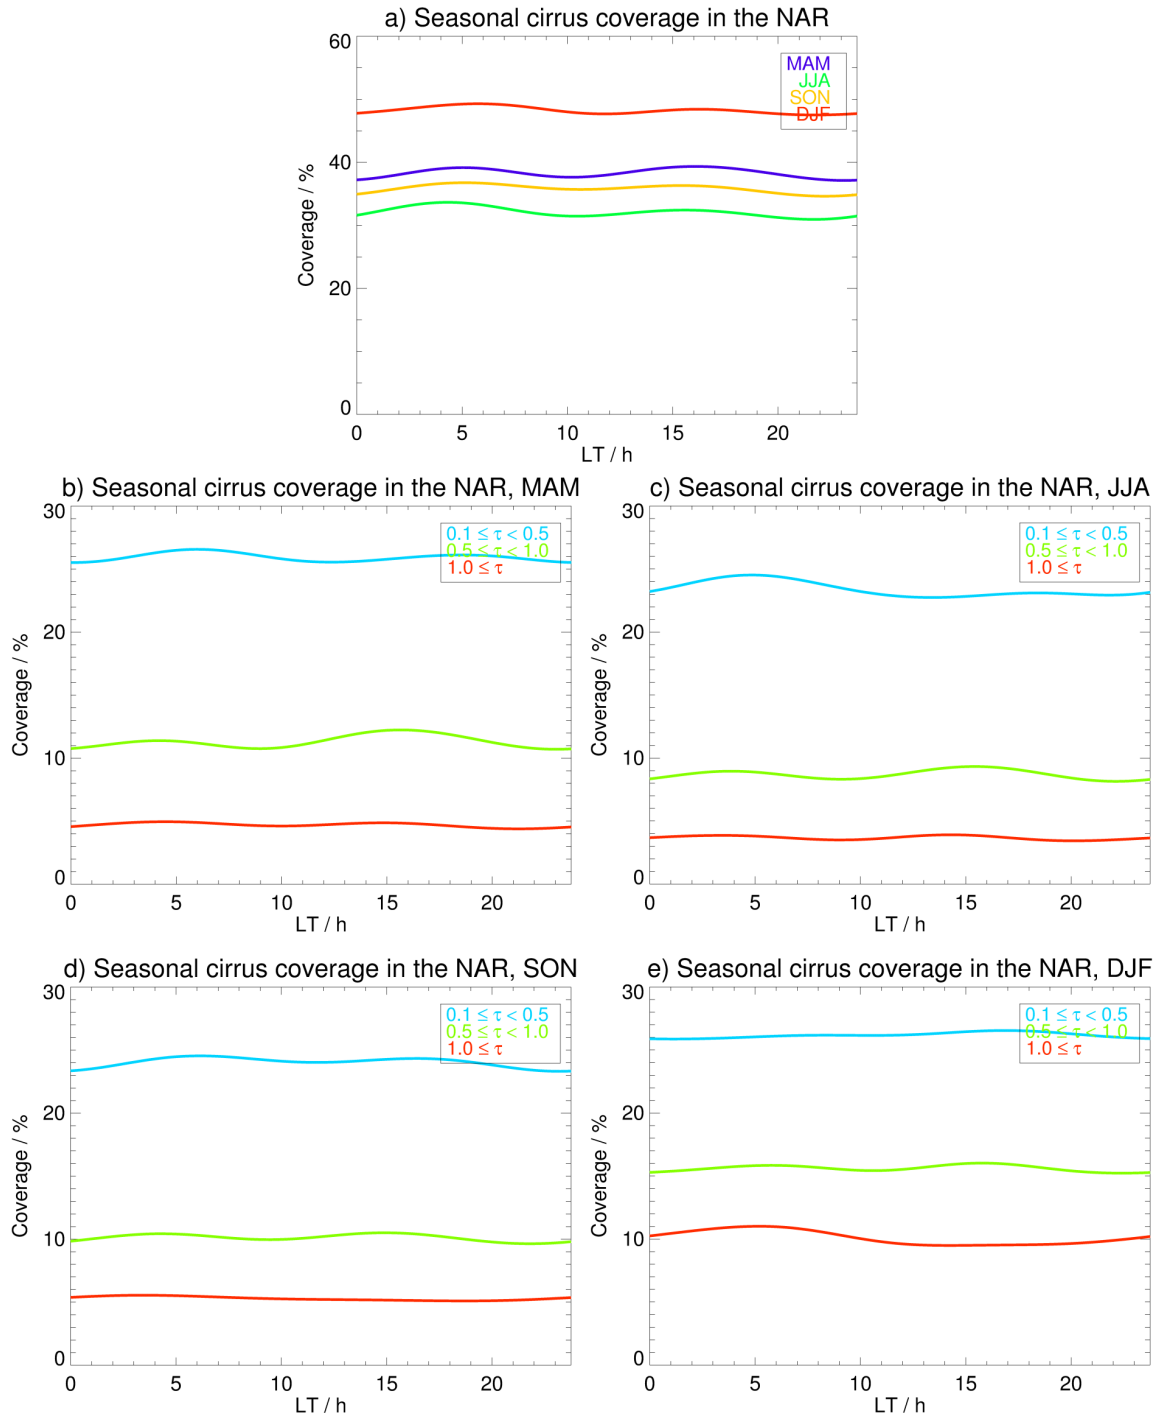 a) Seasonal cirrus coverage in the NAR
60
40
20
0
Coverage / %
MAM
JJA
SON
DJF
0 5 10 15 20
LT / h
b) Seasonal cirrus coverage in the NAR, MAM
30
20
10
0
Coverage / %
0.1 ≤ τ < 0.5
0.5 ≤ τ < 1.0
1.0 ≤ τ
0 5 10 15 20
LT / h
c) Seasonal cirrus coverage in the NAR, JJA
30
20
10
0
Coverage / %
0.1 ≤ τ < 0.5
0.5 ≤ τ < 1.0
1.0 ≤ τ
0 5 10 15 20
LT / h
d) Seasonal cirrus coverage in the NAR, SON
30
20
10
0
Coverage / %
0.1 ≤ τ < 0.5
0.5 ≤ τ < 1.0
1.0 ≤ τ
0 5 10 15 20
LT / h
e) Seasonal cirrus coverage in the NAR, DJF
30
20
10
0
Coverage / %
0.1 ≤ τ < 0.5
0.5 ≤ τ < 1.0
1.0 ≤ τ
0 5 10 15 20
LT / h